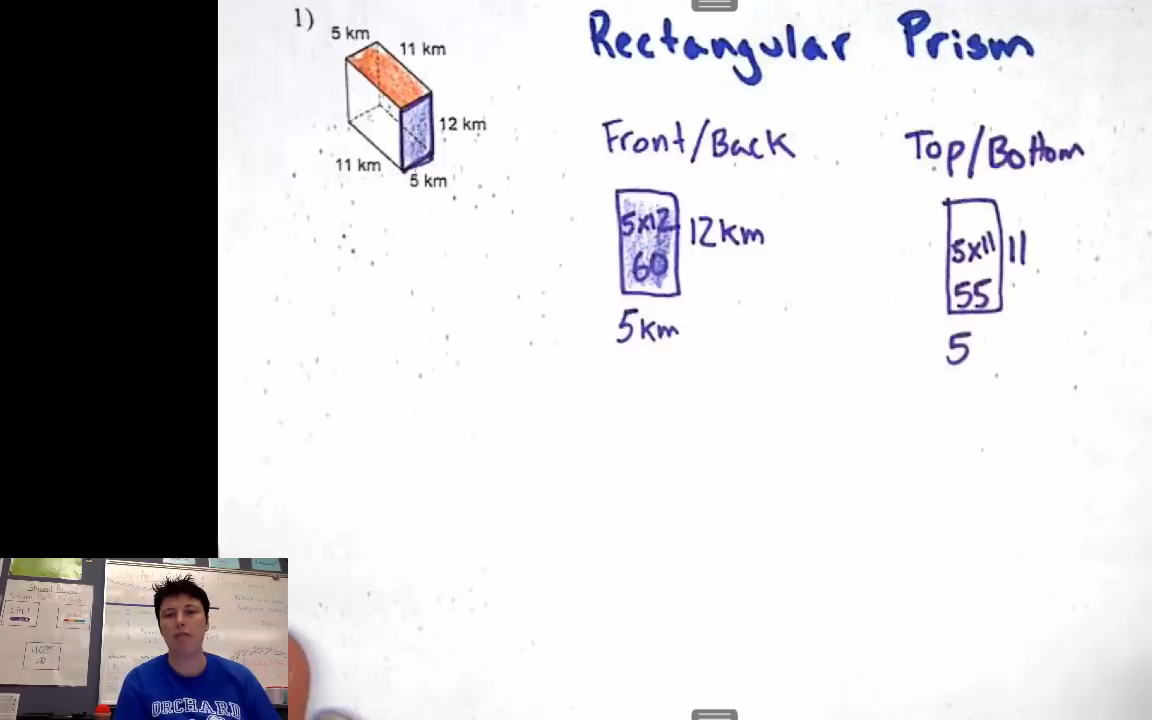 1)
5 km
11 km
12 km
11 km
5 km
Rectangular Prism
Front/Back
5x12
60
12km
5km
Top/Bottom
5x11
55
11
5
ORCHARD